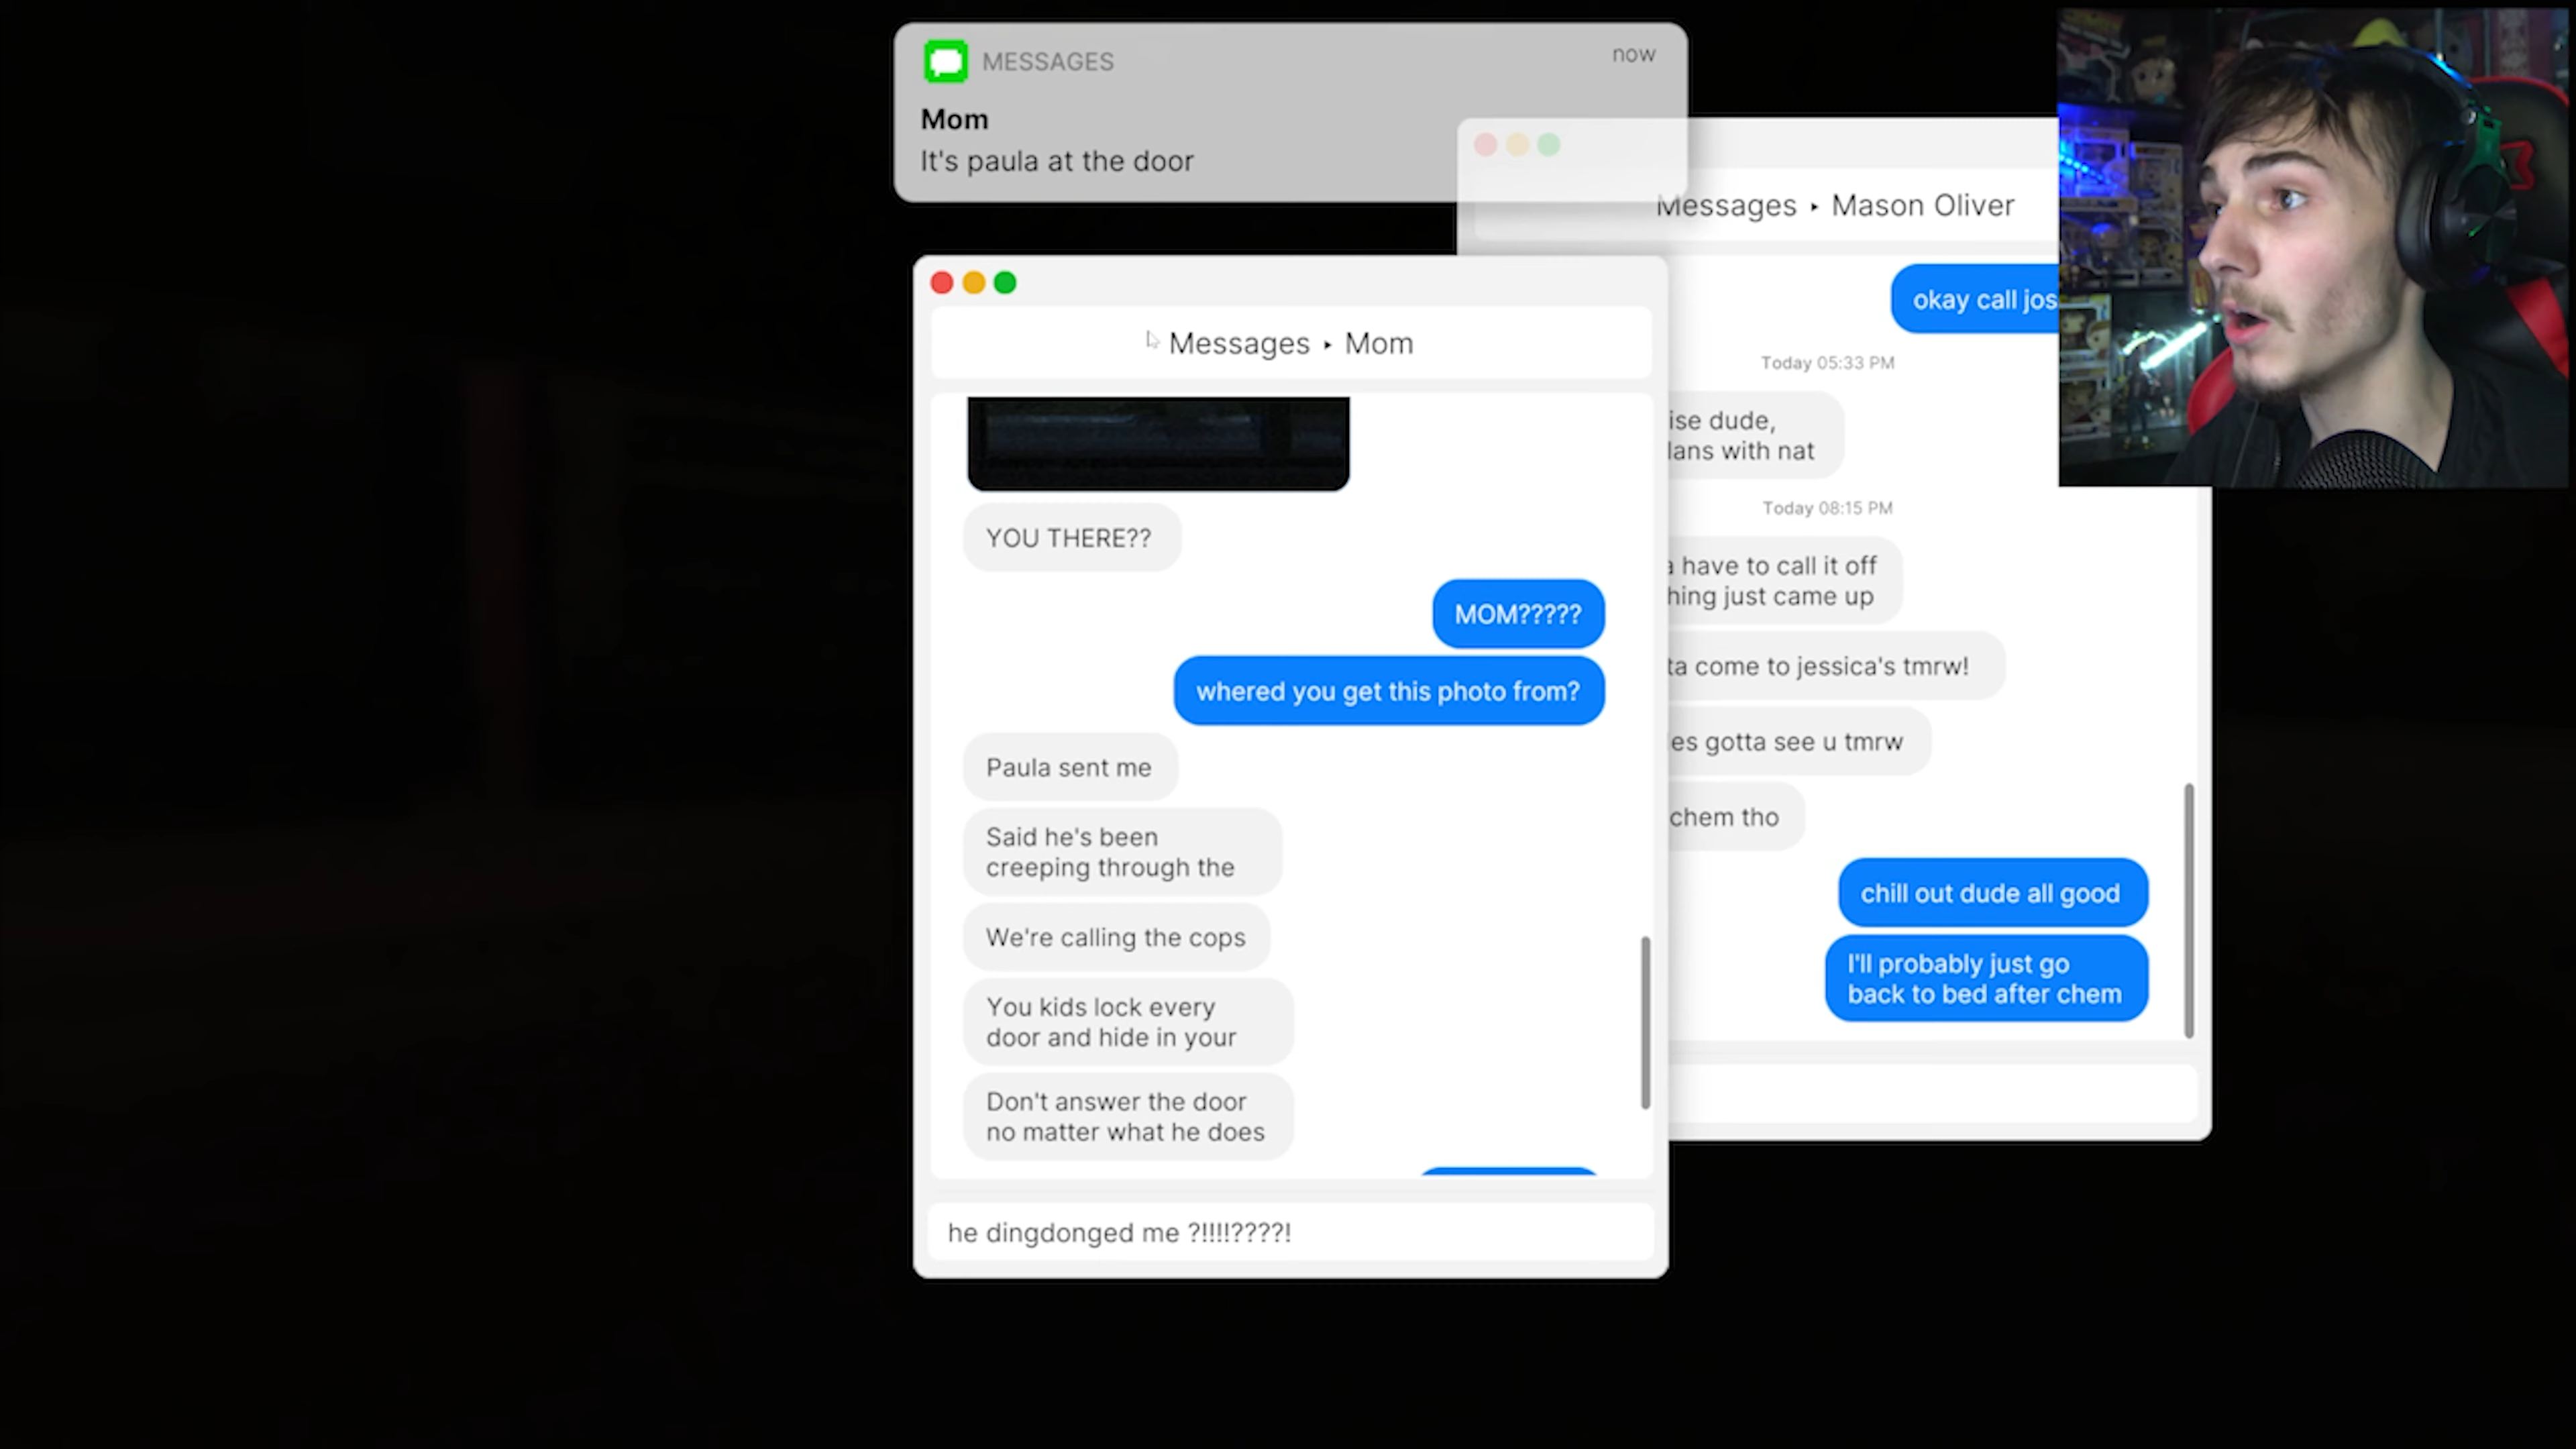 MESSAGES
now
Mom
It's paula at the door
Messages ▸ Mason Oliver
okay call jos
Today 05:33 PM
ise dude,
lans with nat
Today 08:15 PM
have to call it off
hing just came up
ta come to jessica's tmrw!
es gotta see u tmrw
chem tho
chill out dude all good
I'll probably just go
back to bed after chem
Messages ▸ Mom
YOU THERE??
MOM?????
whered you get this photo from?
Paula sent me
Said he's been
creeping through the
We're calling the cops
You kids lock every
door and hide in your
Don't answer the door
no matter what he does
he dingdonged me ?!!!!????!